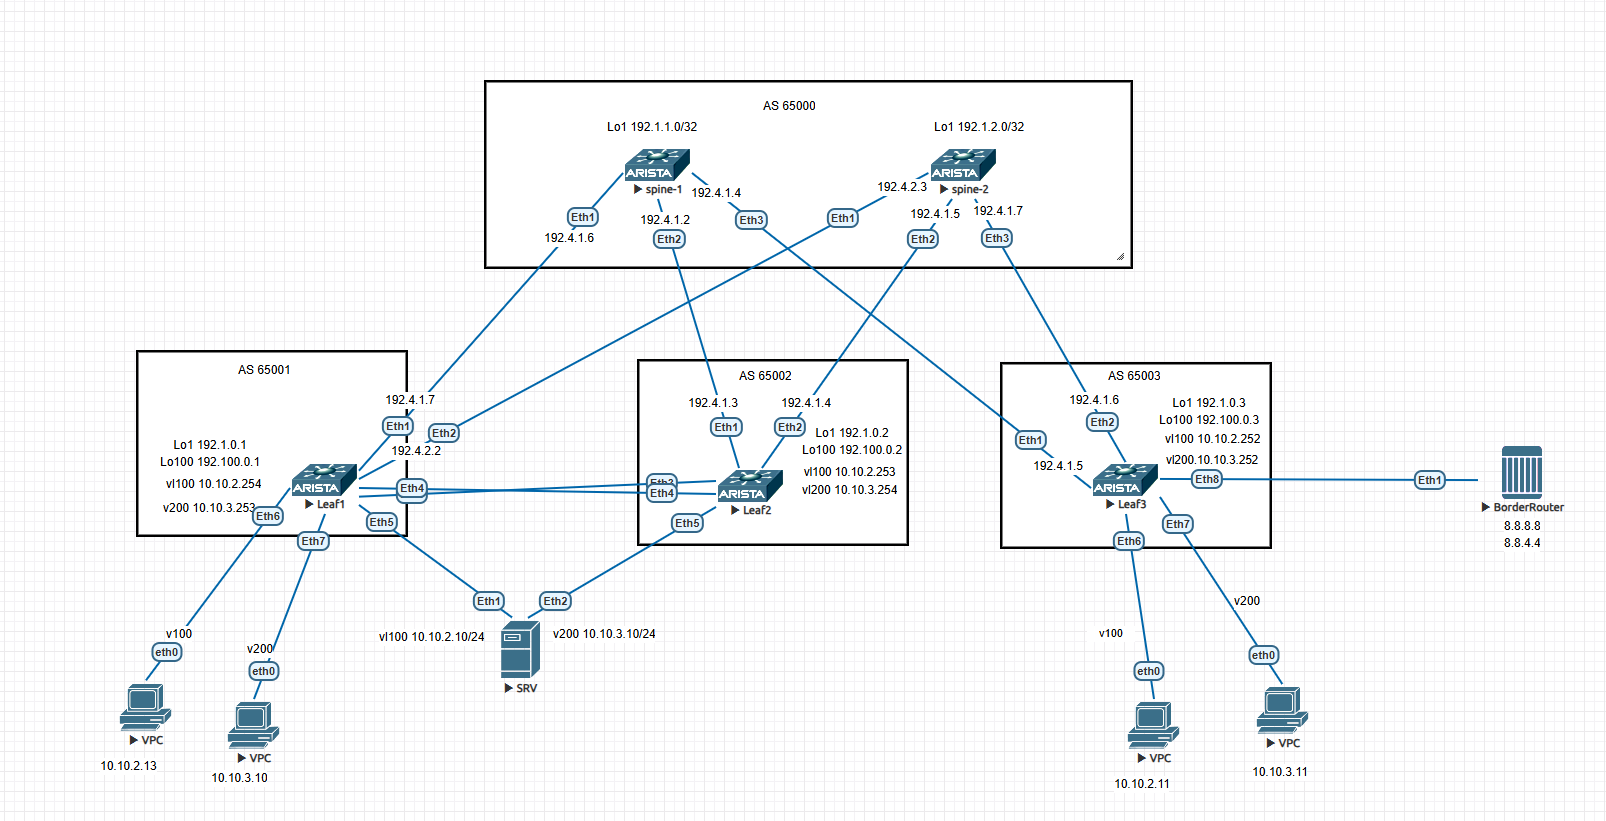 AS 65000
Lo1 192.1.1.0/32
Lo1 192.1.2.0/32
ARISTA
spine-1
ARISTA
spine-2
192.4.1.4
192.4.2.3
192.4.1.2
192.4.1.5
192.4.1.7
Eth1
Eth3
Eth1
192.4.1.6
Eth2
Eth2
Eth3
AS 65001
192.4.1.7
Eth1
Eth2
192.4.2.2
Lo1 192.1.0.1
Lo100 192.100.0.1
vl100 10.10.2.254
v200 10.10.3.253
ARISTA
Leaf1
Eth4
Eth6
Eth5
Eth7
AS 65002
192.4.1.3
192.4.1.4
Eth1
Eth2
Lo1 192.1.0.2
Lo100 192.100.0.2
vl100 10.10.2.253
vl200 10.10.3.254
Eth3
Eth4
ARISTA
Leaf2
Eth5
AS 65003
192.4.1.6
Eth2
Lo1 192.1.0.3
Lo100 192.100.0.3
vl100 10.10.2.252
vl200.10.10.3.252
Eth1
192.4.1.5
ARISTA
Leaf3
Eth8
Eth7
Eth6
Eth1
BorderRouter
8.8.8.8
8.8.4.4
Eth1
Eth2
vl100 10.10.2.10/24
v200 10.10.3.10/24
SRV
v100
eth0
VPC
10.10.2.13
v200
eth0
VPC
10.10.3.10
v100
eth0
VPC
10.10.2.11
v200
eth0
VPC
10.10.3.11